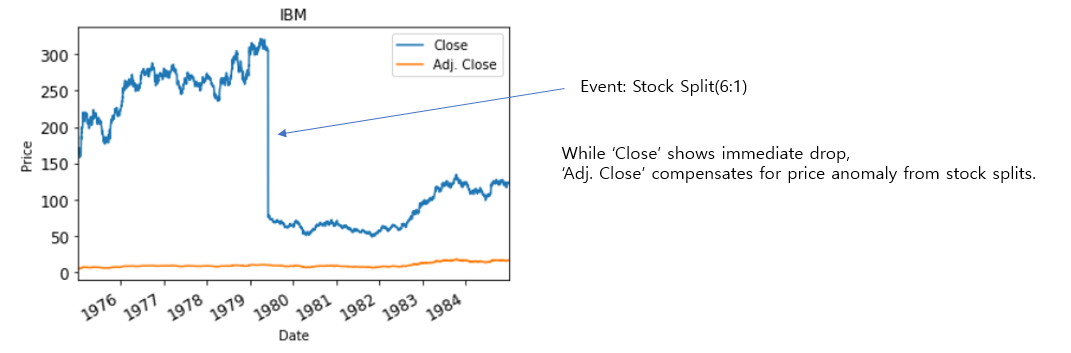 IBM
Close
Adj. Close
300
250
200
150
100
50
0
Price
1976
1977
1978
1979
1980
1981
1982
1983
1984
Date
Event: Stock Split(6:1)
While ‘Close’ shows immediate drop,
‘Adj. Close’ compensates for price anomaly from stock splits.